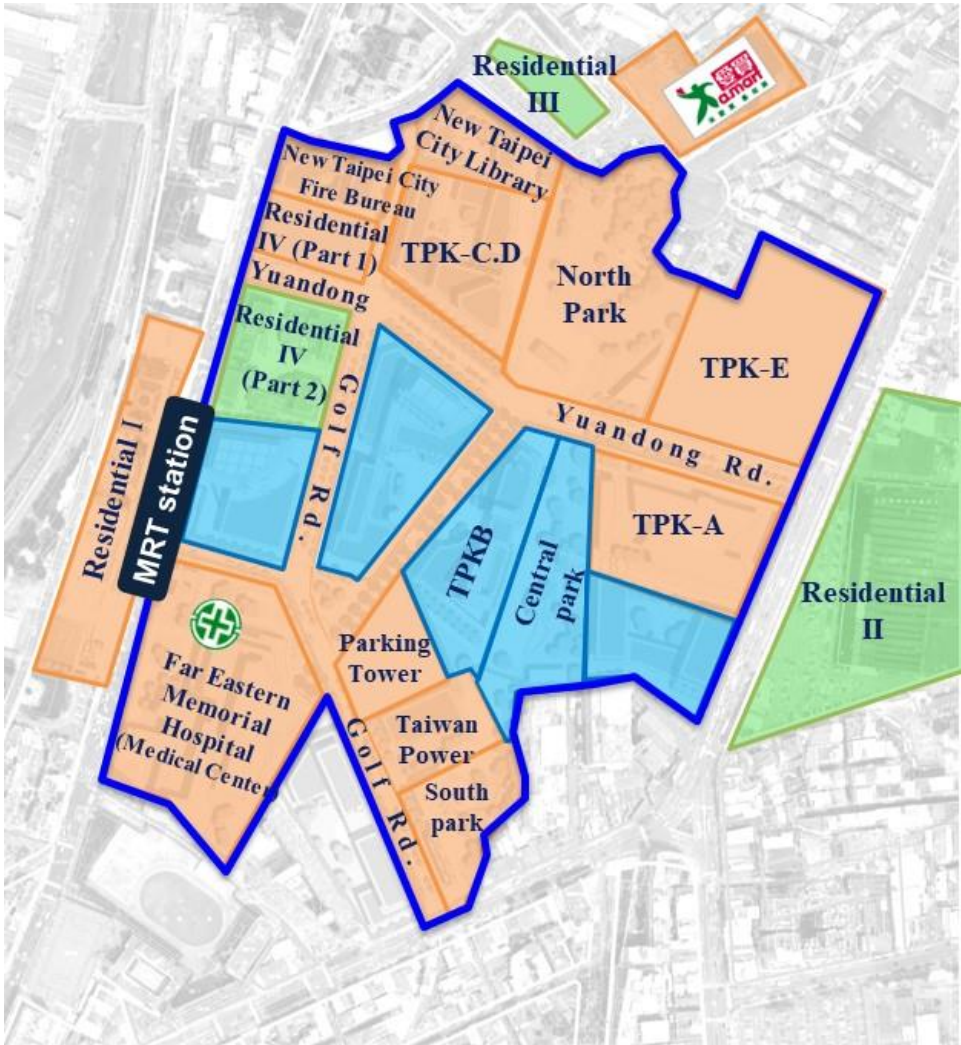 Residential
III
a.mart
New Taipei
City Library
New Taipei City
Fire Bureau
Residential
IV (Part 1)
TPK-C.D
North
Park
Yuandong
Residential
IV
(Part 2)
TPK-E
Golf Rd.
Yuandong Rd.
Residential I
MRT station
TPKB
Central
park
TPK-A
Residential
II
Parking
Tower
Far Eastern
Memorial
Hospital
(Medical Center)
Taiwan
Power
Golf Rd.
South
park